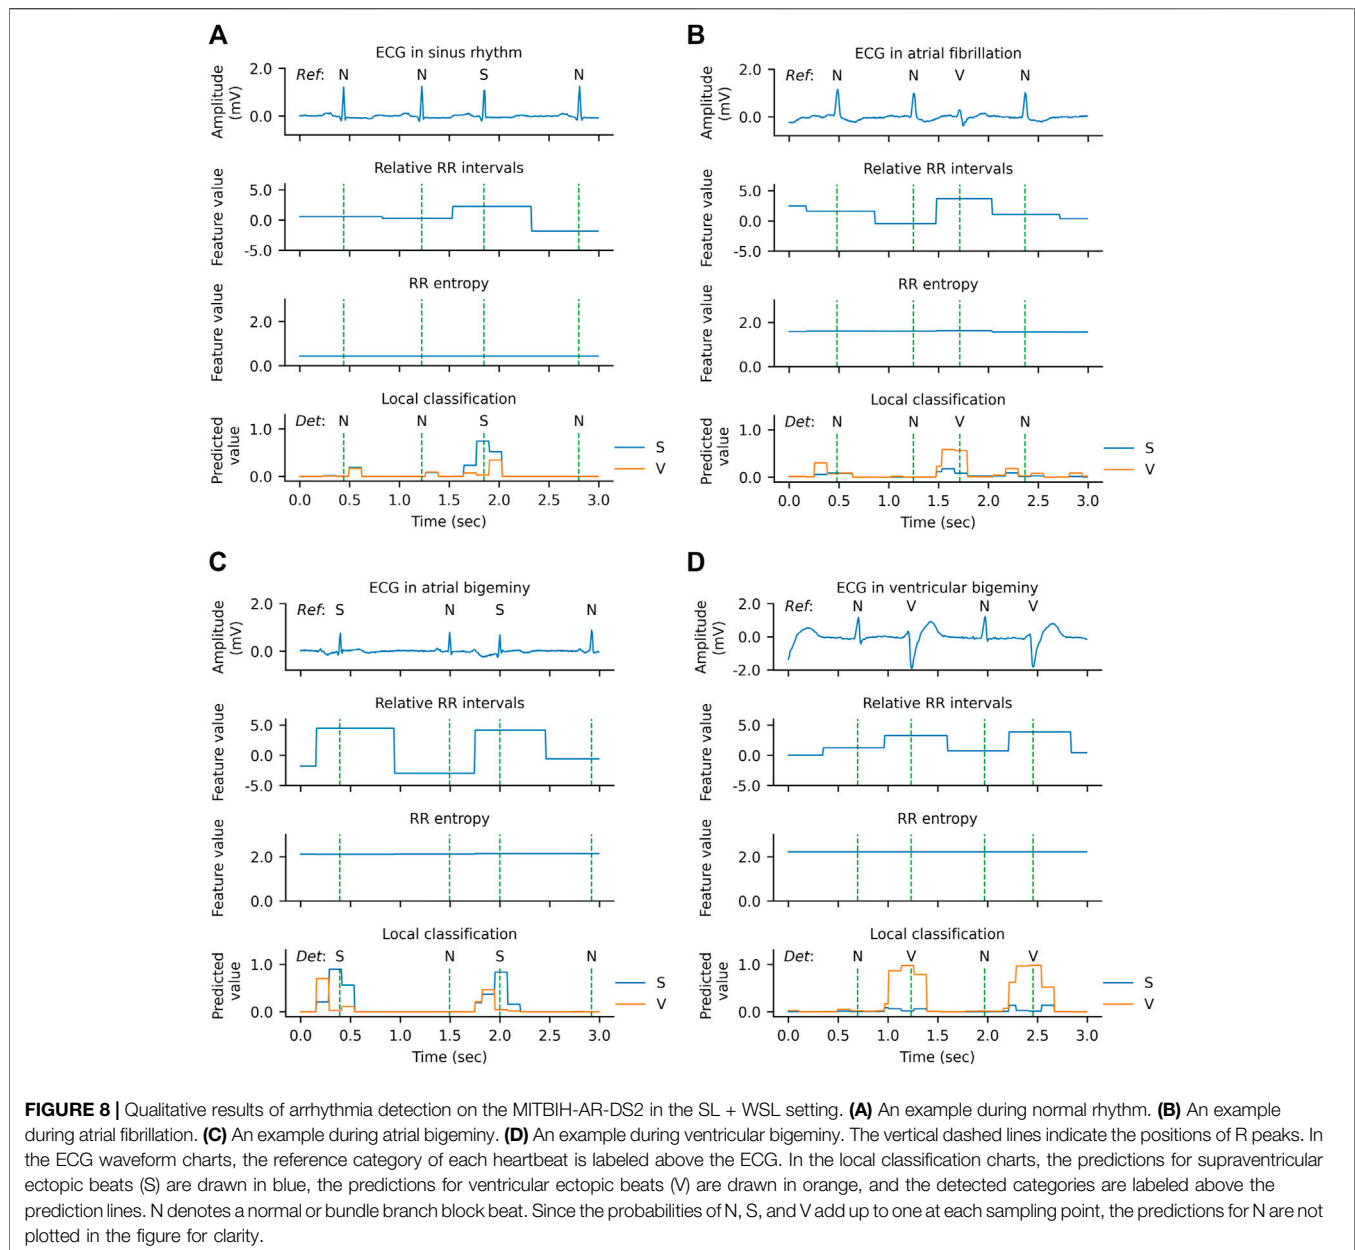 A
ECG in sinus rhythm
Ref: N N S N
Amplitude
(mV)
2.0
0.0
Relative RR intervals
Feature value
5.0
0.0
-5.0
RR entropy
Feature value
2.0
0.0
Local classification
Det: N N S N
Predicted
value
1.0
0.0
S
V
0.0 0.5 1.0 1.5 2.0 2.5 3.0
Time (sec)
B
ECG in atrial fibrillation
Ref: N N V N
Amplitude
(mV)
2.0
0.0
Relative RR intervals
Feature value
5.0
0.0
-5.0
RR entropy
Feature value
2.0
0.0
Local classification
Det: N N V N
Predicted
value
1.0
0.0
S
V
0.0 0.5 1.0 1.5 2.0 2.5 3.0
Time (sec)
C
ECG in atrial bigeminy
Ref: S N S N
Amplitude
(mV)
2.0
0.0
Relative RR intervals
Feature value
5.0
0.0
-5.0
RR entropy
Feature value
2.0
0.0
Local classification
Det: S N S N
Predicted
value
1.0
0.0
S
V
0.0 0.5 1.0 1.5 2.0 2.5 3.0
Time (sec)
D
ECG in ventricular bigeminy
Ref: N V N V
Amplitude
(mV)
2.0
0.0
-2.0
Relative RR intervals
Feature value
5.0
0.0
-5.0
RR entropy
Feature value
2.0
0.0
Local classification
Det: N V N V
Predicted
value
1.0
0.0
S
V
0.0 0.5 1.0 1.5 2.0 2.5 3.0
Time (sec)
FIGURE 8 | Qualitative results of arrhythmia detection on the MITBIH-AR-DS2 in the SL + WSL setting. (A) An example during normal rhythm. (B) An example
during atrial fibrillation. (C) An example during atrial bigeminy. (D) An example during ventricular bigeminy. The vertical dashed lines indicate the positions of R peaks. In
the ECG waveform charts, the reference category of each heartbeat is labeled above the ECG. In the local classification charts, the predictions for supraventricular
ectopic beats (S) are drawn in blue, the predictions for ventricular ectopic beats (V) are drawn in orange, and the detected categories are labeled above the
prediction lines. N denotes a normal or bundle branch block beat. Since the probabilities of N, S, and V add up to one at each sampling point, the predictions for N are not
plotted in the figure for clarity.